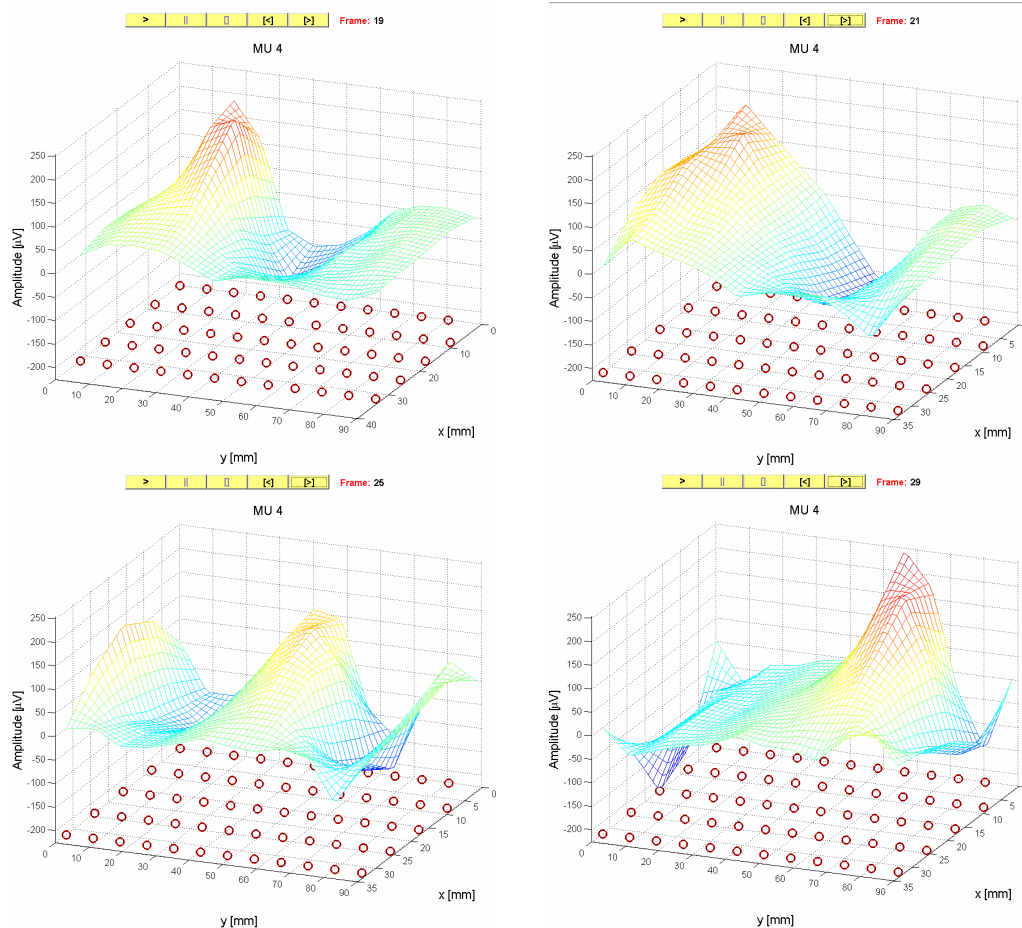 > || ▯ [<] [>] Frame: 19
MU 4
250
200
150
100
50
0
-50
-100
-150
-200
Amplitude [µV]
0 10 20 30 40 50 60 70 80 90
0 10 20 30 40
x [mm]
y [mm]
> || ▯ [<] [>] Frame: 21
MU 4
250
200
150
100
50
0
-50
-100
-150
-200
Amplitude [µV]
0 10 20 30 40 50 60 70 80 90
5 10 15 20 25 30 35
x [mm]
y [mm]
> || ▯ [<] [>] Frame: 25
MU 4
250
200
150
100
50
0
-50
-100
-150
-200
Amplitude [µV]
0 10 20 30 40 50 60 70 80 90
0 5 10 15 20 25 30 35
x [mm]
y [mm]
> || ▯ [<] [>] Frame: 29
MU 4
250
200
150
100
50
0
-50
-100
-150
-200
Amplitude [µV]
0 10 20 30 40 50 60 70 80 90
5 10 15 20 25 30 35
x [mm]
y [mm]